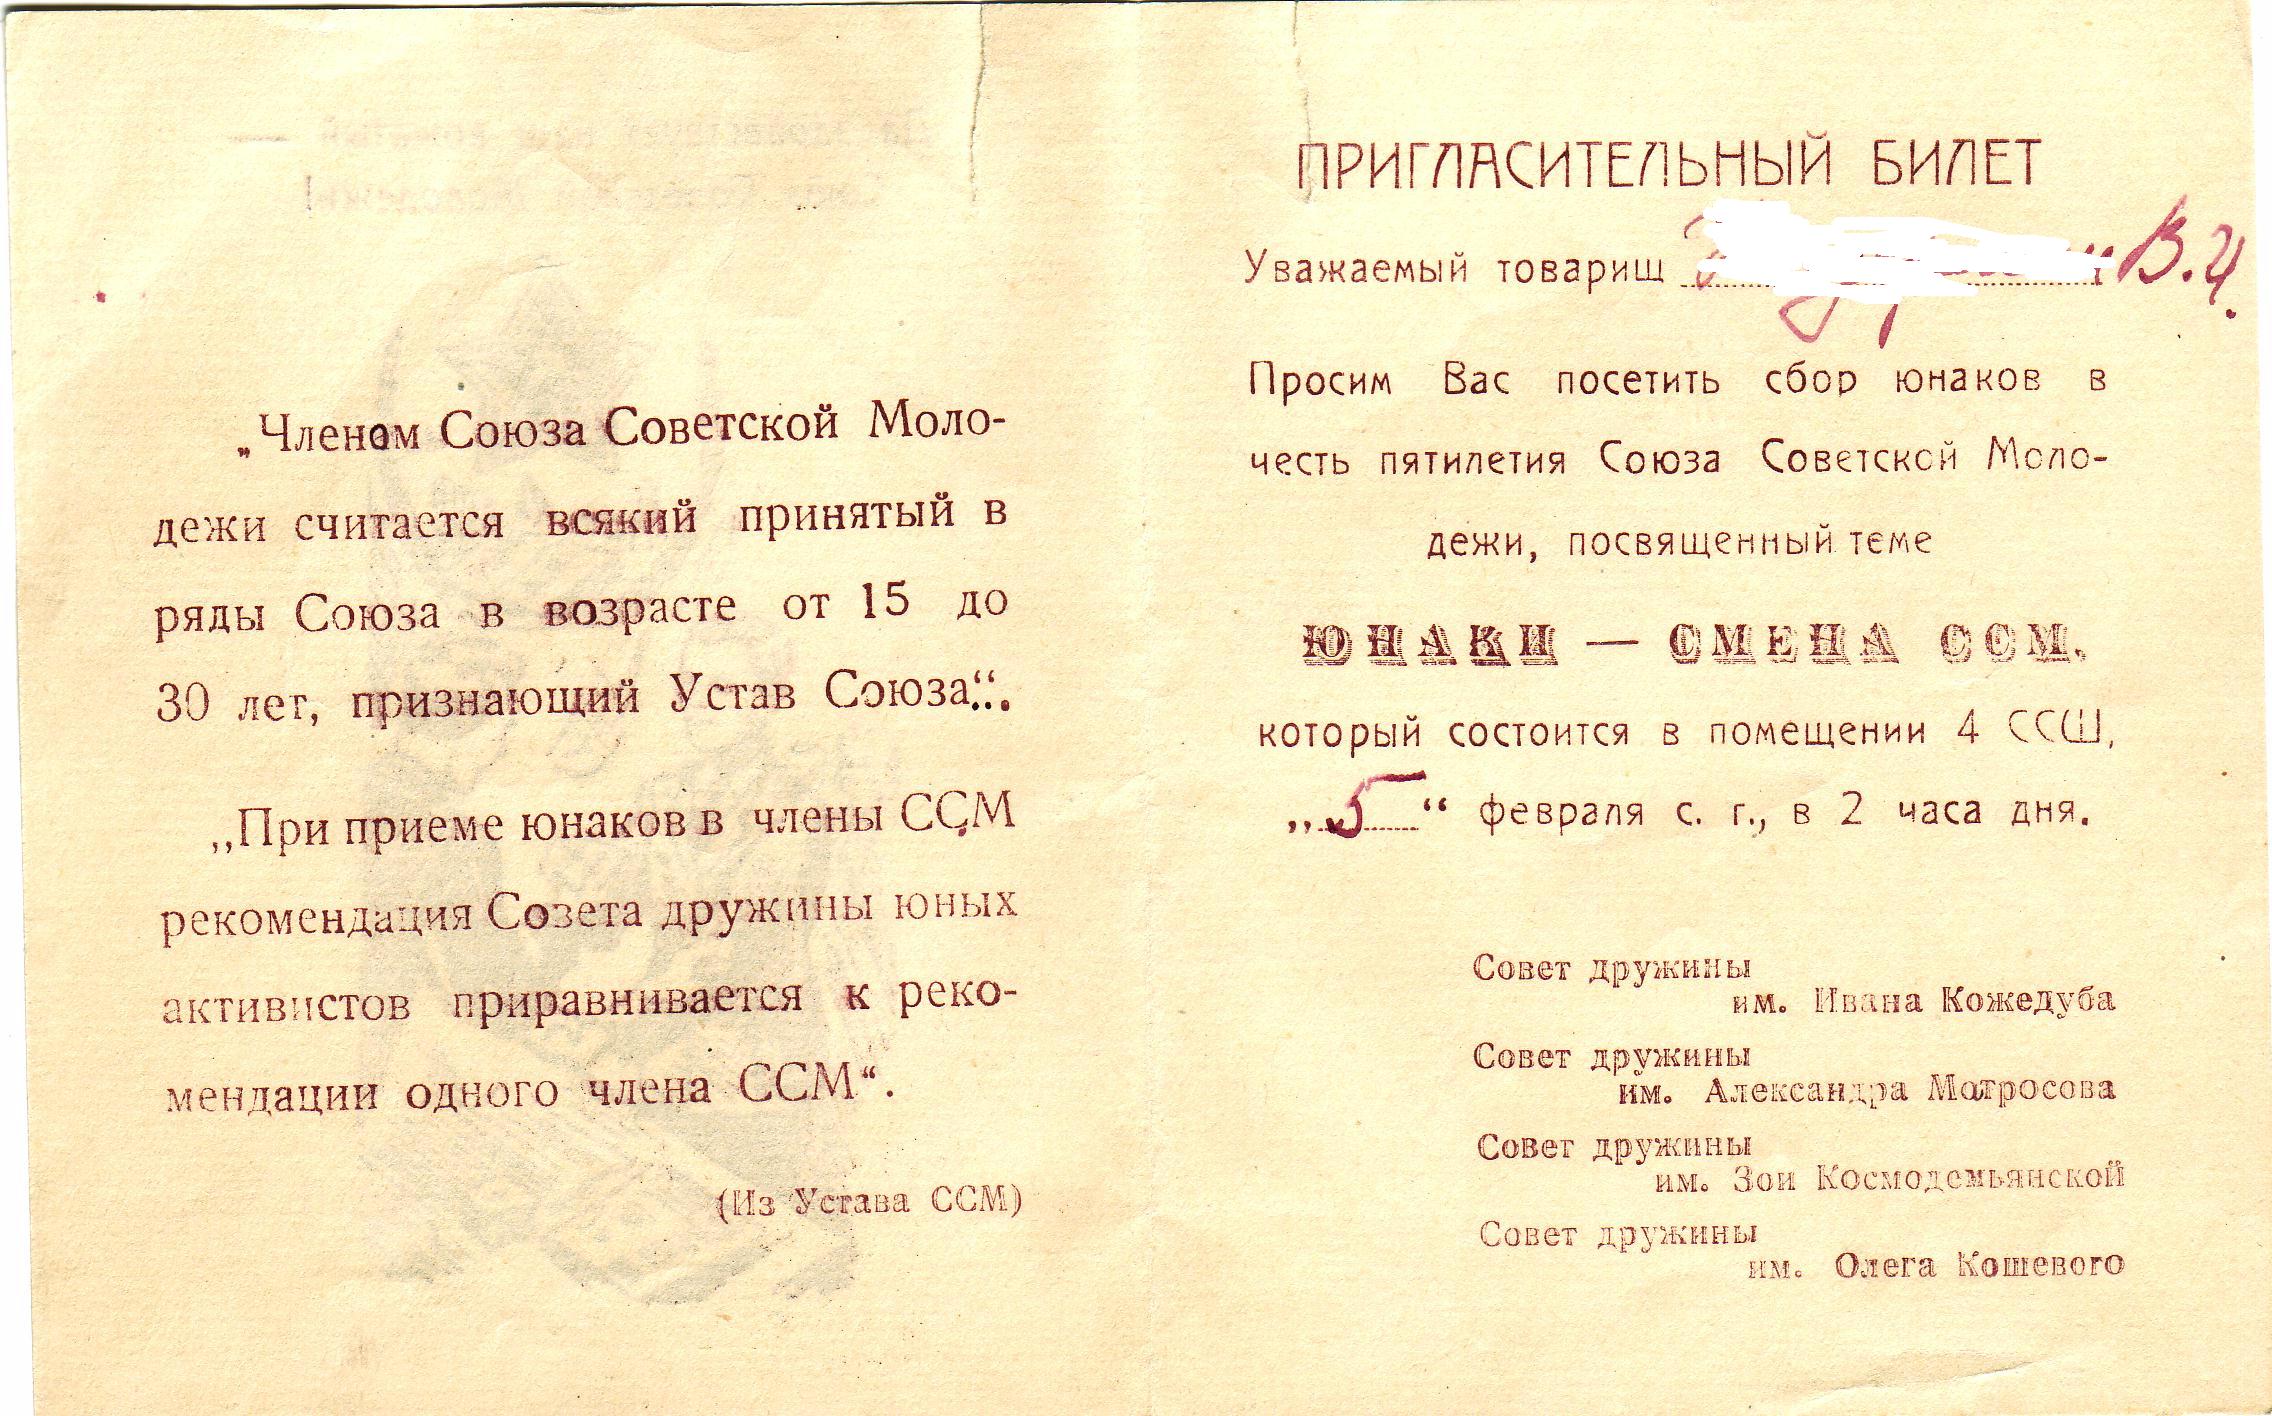 „Членом Союза Советской Моло-
дежи считается всякий принятый в
ряды Союза в возрасте от 15 до
30 лет, признающий Устав Союза“.
„При приеме юнаков в члены ССМ
рекомендация Совета дружины юных
активистов приравнивается к реко-
мендации одного члена ССМ“.
(Из Устава ССМ)
ПРИГЛАСИТЕЛЬНЫЙ БИЛЕТ
Уважаемый товарищ В. И.
Просим Вас посетить сбор юнаков в
честь пятилетия Союза Советской Моло-
дежи, посвященный теме
ЮНАКИ — СМЕНА ССМ,
который состоится в помещении 4 ССШ,
„5“ февраля с. г., в 2 часа дня.
Совет дружины
им. Ивана Кожедуба
Совет дружины
им. Александра Матросова
Совет дружины
им. Зои Космодемьянской
Совет дружины
им. Олега Кошевого